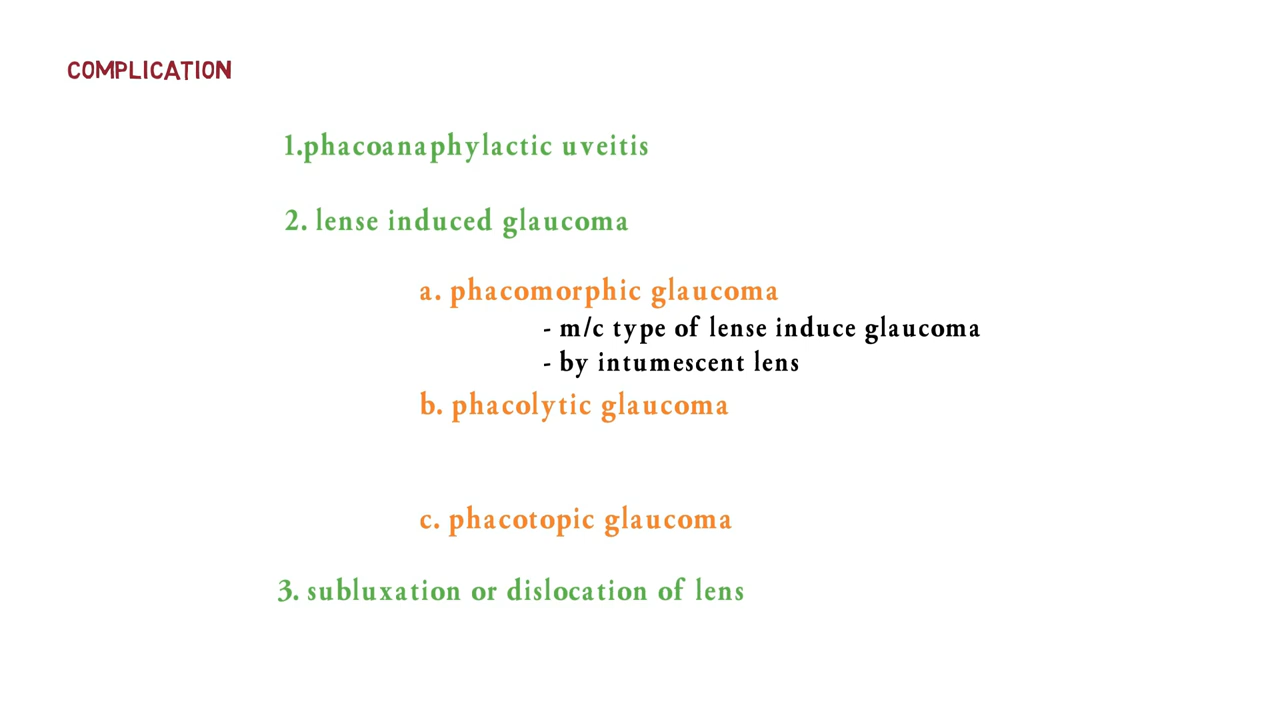 COMPLICATION
1.phacoanaphylactic uveitis
2. lense induced glaucoma
a. phacomorphic glaucoma
- m/c type of lense induce glaucoma
- by intumescent lens
b. phacolytic glaucoma
c. phacotopic glaucoma
3. subluxation or dislocation of lens